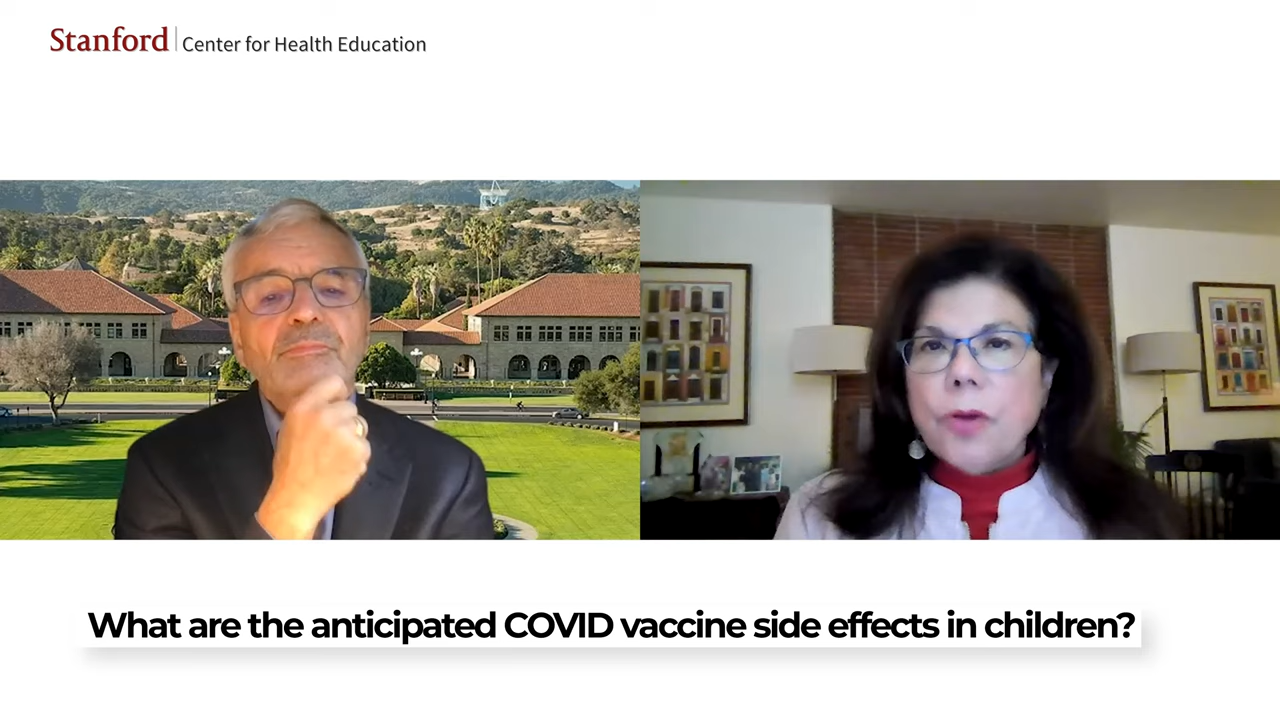 Stanford Center for Health Education
What are the anticipated COVID vaccine side effects in children?